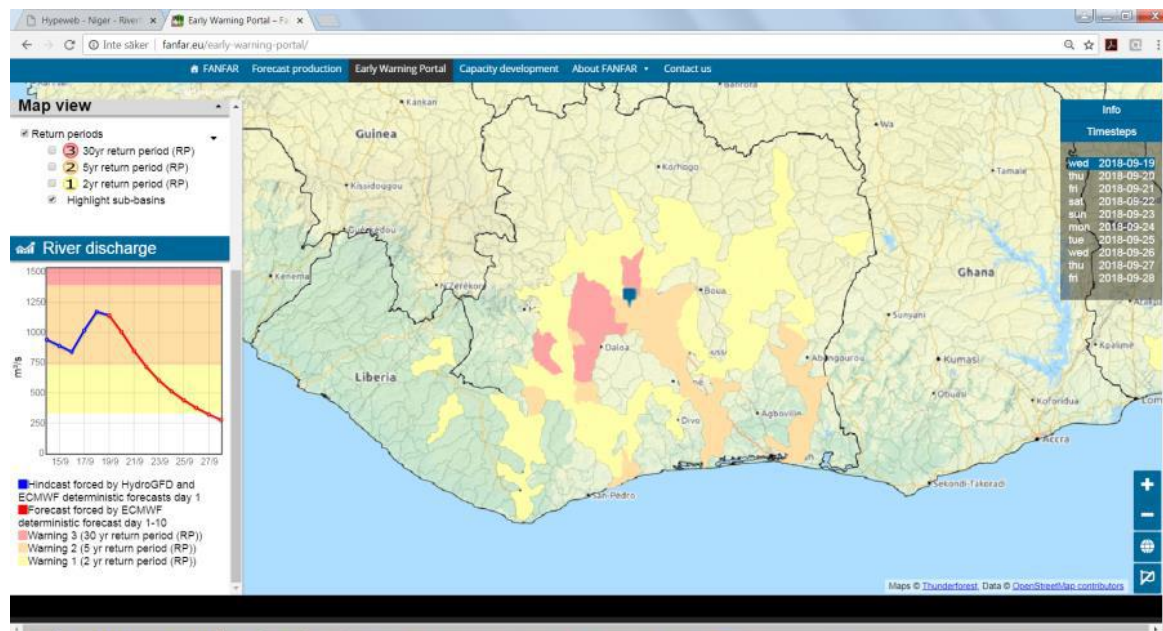 Hypeweb - Niger - River
Early Warning Portal – Fa
Inte säker | fanfar.eu/early-warning-portal/
FANFAR Forecast production Early Warning Portal Capacity development About FANFAR Contact us
Map view
Return periods
3 30yr return period (RP)
2 5yr return period (RP)
1 2yr return period (RP)
Highlight sub-basins
River discharge
1500
1250
1000
750
500
250
0
m³/s
15/9 17/9 19/9 21/9 23/9 25/9 27/9
Hindcast forced by HydroGFD and
ECMWF deterministic forecasts day 1
Forecast forced by ECMWF
deterministic forecast day 1-10
Warning 3 (30 yr return period (RP))
Warning 2 (5 yr return period (RP))
Warning 1 (2 yr return period (RP))
Banfora
Kankan
Guinea
Wa
Korhogo
Tamale
Kissidougou
Guéckédou
Kenema
N'Zérékoré
Ghana
Boua
Sunyani
Daloa
Kpalimé
Liberia
Kumasi
Obuasi
Koforidua
Lom
Divo
Agboville
Accra
San-Pédro
Sekondi-Takoradi
Info
Timesteps
wed 2018-09-19
thu 2018-09-20
fri 2018-09-21
sat 2018-09-22
sun 2018-09-23
mon 2018-09-24
tue 2018-09-25
wed 2018-09-26
thu 2018-09-27
fri 2018-09-28
Maps © Thunderforest, Data © OpenStreetMap contributors